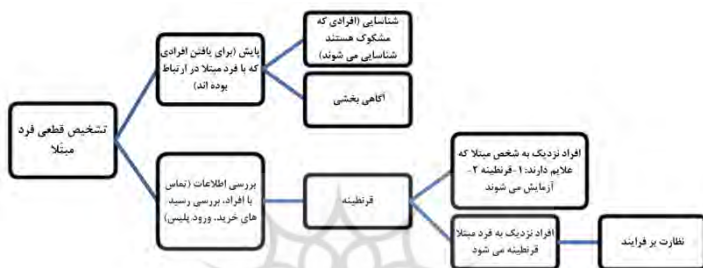 تشخیص قطعی فرد
مبتلا
پایش (برای یافتن افرادی
که با فرد مبتلا در ارتباط
بوده اند)
شناسایی (افرادی که
مشکوک هستند
شناسایی می شوند)
آگاهی بخشی
بررسی اطلاعات (تماس
با افراد، بررسی رسید
های خرید، ورود پلیس)
قرنطینه
افراد نزدیک به شخص مبتلا که
علایم دارند: ۱-قرنطینه ۲-
آزمایش می شوند
افراد نزدیک به فرد مبتلا
قرنطینه می شود
نظارت بر فرایند